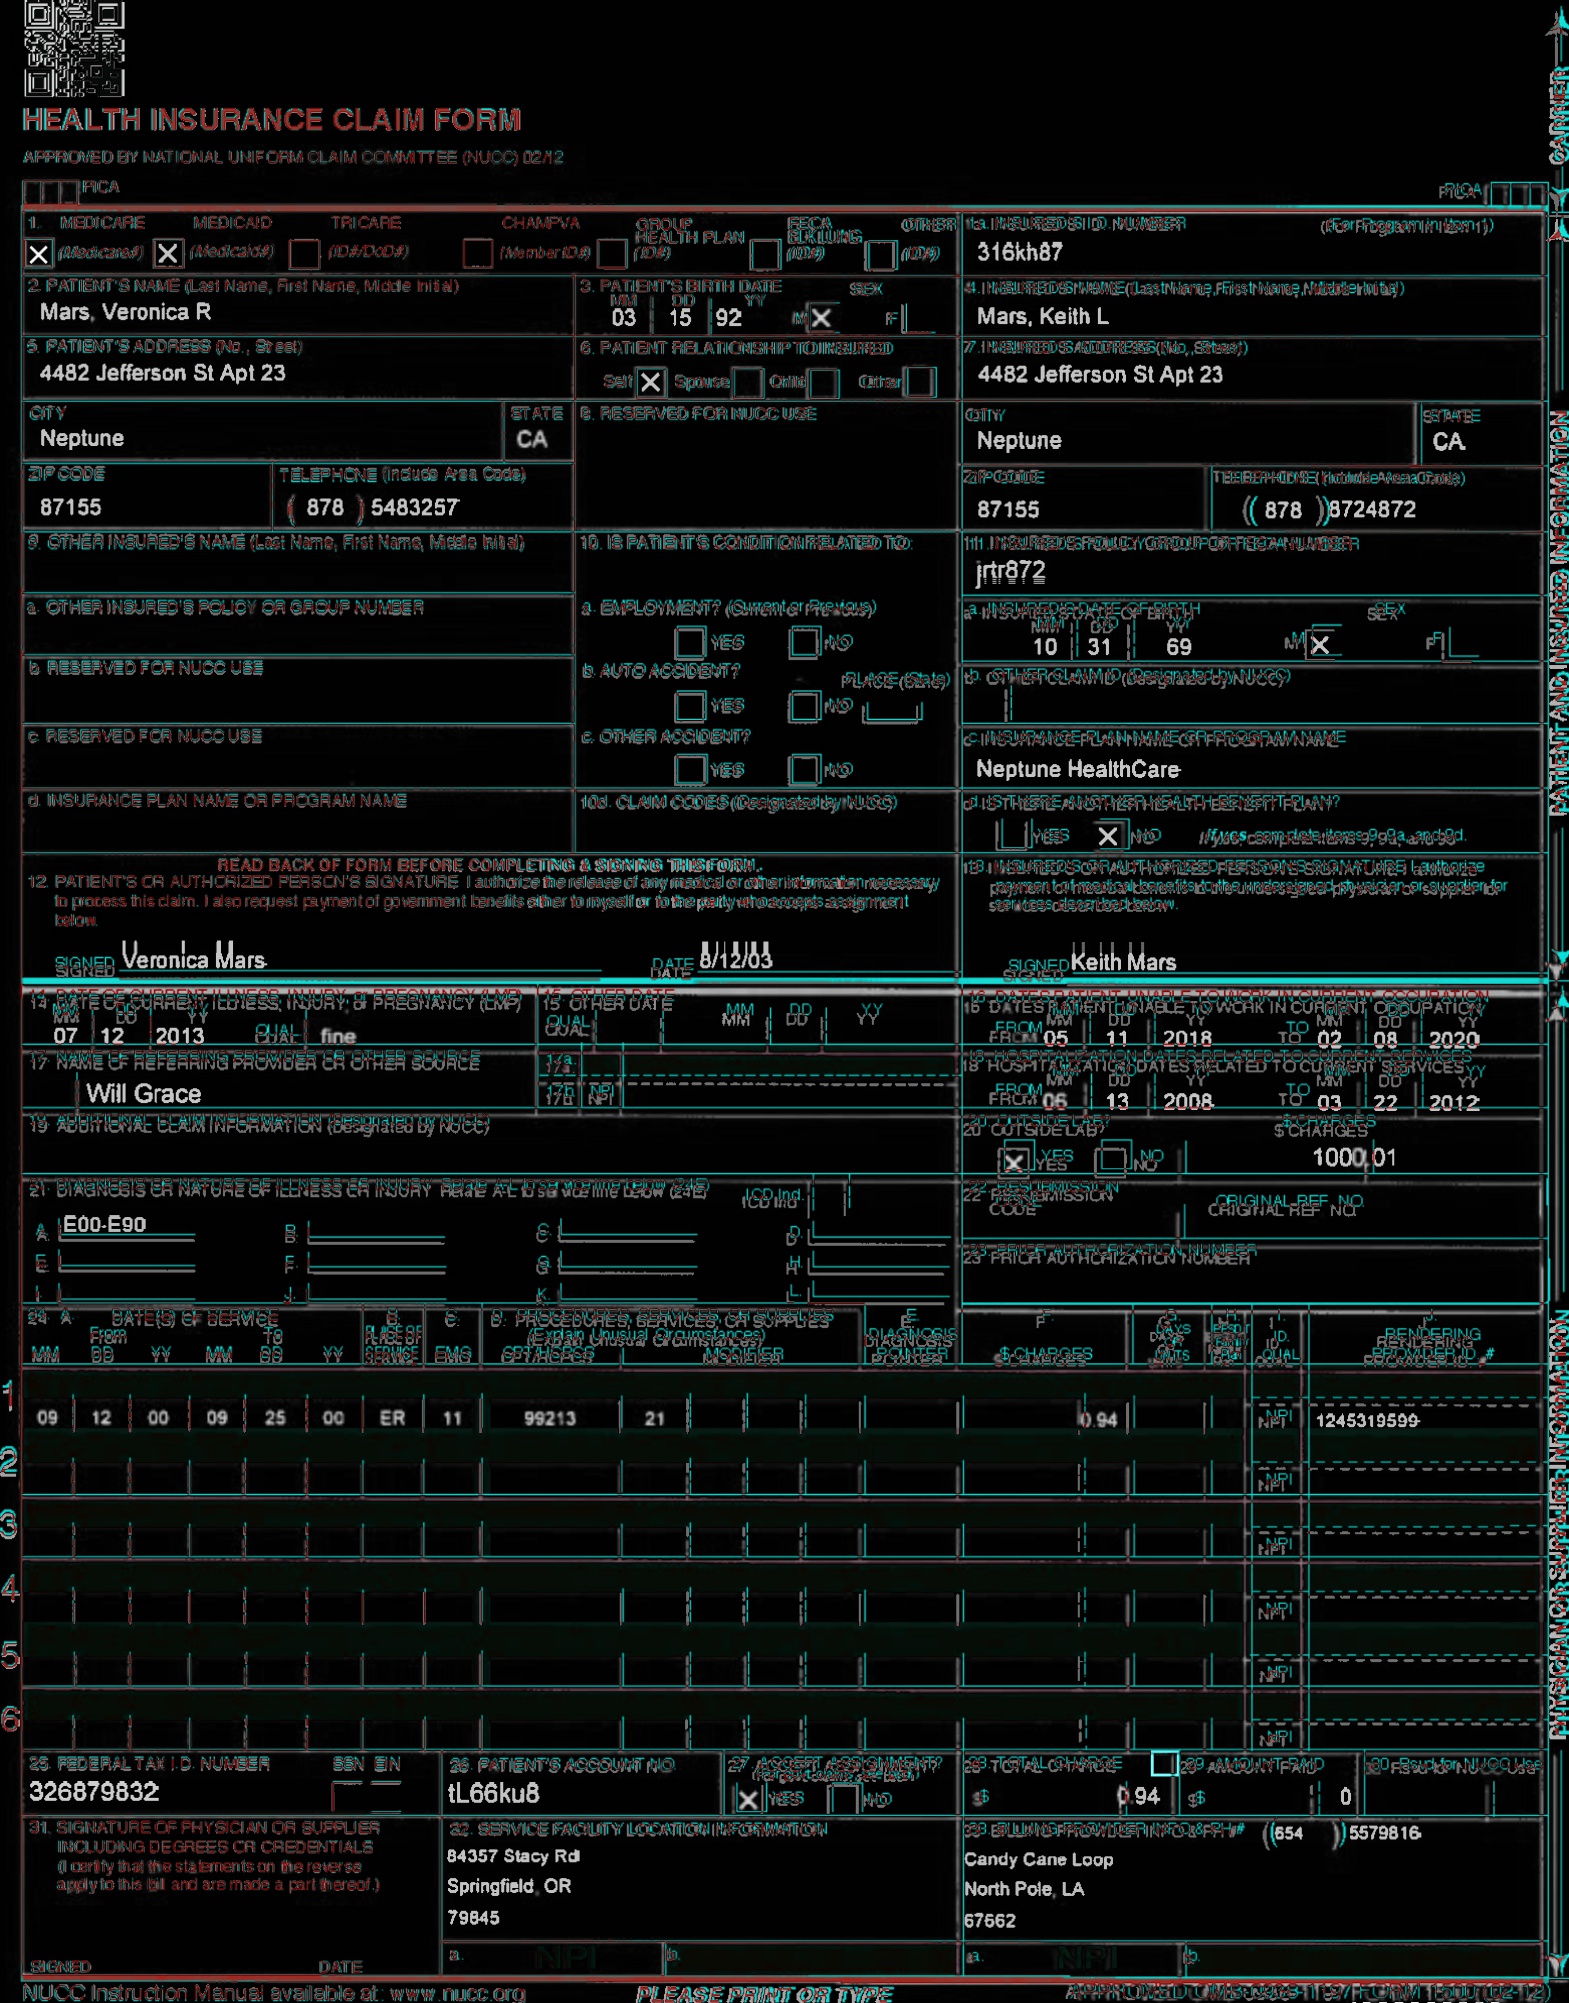 HEALTH INSURANCE CLAIM FORM
APPROVED BY NATIONAL UNIFORM CLAIM COMMITTEE (NUCC) 02/12
PICA PICA
CARRIER
1. MEDICARE MEDICAID TRICARE CHAMPVA GROUP HEALTH PLAN FECA BLK LUNG OTHER
(Medicare#) (Medicaid#) (ID#/DoD#) (Member ID#) (ID#) (ID#) (ID#)
1a. INSURED'S I.D. NUMBER (For Program in Item 1)
316kh87
2. PATIENT'S NAME (Last Name, First Name, Middle Initial)
Mars, Veronica R
3. PATIENT'S BIRTH DATE SEX
MM DD YY
03 15 92 M X F
4. INSURED'S NAME (Last Name, First Name, Middle Initial)
Mars, Keith L
5. PATIENT'S ADDRESS (No., Street)
4482 Jefferson St Apt 23
6. PATIENT RELATIONSHIP TO INSURED
Self X Spouse Child Other
7. INSURED'S ADDRESS (No., Street)
4482 Jefferson St Apt 23
CITY STATE
Neptune CA
8. RESERVED FOR NUCC USE
CITY STATE
Neptune CA
ZIP CODE TELEPHONE (Include Area Code)
87155 ( 878 ) 5483257
ZIP CODE TELEPHONE (Include Area Code)
87155 ( 878 ) 8724872
9. OTHER INSURED'S NAME (Last Name, First Name, Middle Initial)
10. IS PATIENT'S CONDITION RELATED TO:
11. INSURED'S POLICY GROUP OR FECA NUMBER
jrtr872
a. OTHER INSURED'S POLICY OR GROUP NUMBER
a. EMPLOYMENT? (Current or Previous)
YES NO
a. INSURED'S DATE OF BIRTH SEX
MM DD YY
10 31 69 M X F
b. RESERVED FOR NUCC USE
b. AUTO ACCIDENT? PLACE (State)
YES NO
b. OTHER CLAIM ID (Designated by NUCC)
c. RESERVED FOR NUCC USE
c. OTHER ACCIDENT?
YES NO
c. INSURANCE PLAN NAME OR PROGRAM NAME
Neptune HealthCare
d. INSURANCE PLAN NAME OR PROGRAM NAME
10d. CLAIM CODES (Designated by NUCC)
d. IS THERE ANOTHER HEALTH BENEFIT PLAN?
YES X NO If yes, complete items 9, 9a, and 9d.
READ BACK OF FORM BEFORE COMPLETING & SIGNING THIS FORM.
12. PATIENT'S OR AUTHORIZED PERSON'S SIGNATURE I authorize the release of any medical or other information necessary
to process this claim. I also request payment of government benefits either to myself or to the party who accepts assignment
below.
SIGNED Veronica Mars DATE 8/12/03
13. INSURED'S OR AUTHORIZED PERSON'S SIGNATURE I authorize
payment of medical benefits to the undersigned physician or supplier for
services described below.
SIGNED Keith Mars
PATIENT AND INSURED INFORMATION
14. DATE OF CURRENT ILLNESS, INJURY, or PREGNANCY (LMP)
MM DD YY
07 12 2013 QUAL. fine
15. OTHER DATE
QUAL. MM DD YY
16. DATES PATIENT UNABLE TO WORK IN CURRENT OCCUPATION
MM DD YY MM DD YY
FROM 05 11 2018 TO 02 08 2020
17. NAME OF REFERRING PROVIDER OR OTHER SOURCE
Will Grace
17a.
17b. NPI
18. HOSPITALIZATION DATES RELATED TO CURRENT SERVICES
MM DD YY MM DD YY
FROM 06 13 2008 TO 03 22 2012
19. ADDITIONAL CLAIM INFORMATION (Designated by NUCC)
20. OUTSIDE LAB? $ CHARGES
X YES NO 1000 01
21. DIAGNOSIS OR NATURE OF ILLNESS OR INJURY Relate A-L to service line below (24E) ICD Ind.
A. E00-E90 B. C. D.
E. F. G. H.
I. J. K. L.
22. RESUBMISSION CODE ORIGINAL REF. NO.
23. PRIOR AUTHORIZATION NUMBER
24. A. DATE(S) OF SERVICE B. C. D. PROCEDURES, SERVICES, OR SUPPLIES E. F. G. H. I. J.
From To PLACE OF (Explain Unusual Circumstances) DIAGNOSIS DAYS ID. RENDERING
MM DD YY MM DD YY SERVICE EMG CPT/HCPCS MODIFIER POINTER $ CHARGES UNITS QUAL. PROVIDER ID. #
1
09 12 00 09 25 00 ER 11 99213 21 0.94 NPI 1245319599
2 NPI
3 NPI
4 NPI
5 NPI
6 NPI
PHYSICIAN OR SUPPLIER INFORMATION
25. FEDERAL TAX I.D. NUMBER SSN EIN
326879832
26. PATIENT'S ACCOUNT NO.
tL66ku8
27. ACCEPT ASSIGNMENT?
X YES NO
28. TOTAL CHARGE
$ 0.94
29. AMOUNT PAID
$ 0
30. Rsvd for NUCC Use
31. SIGNATURE OF PHYSICIAN OR SUPPLIER
INCLUDING DEGREES OR CREDENTIALS
(I certify that the statements on the reverse
apply to this bill and are made a part thereof.)
SIGNED DATE
32. SERVICE FACILITY LOCATION INFORMATION
84357 Stacy Rd
Springfield, OR
79845
a. NPI b.
33. BILLING PROVIDER INFO & PH# (654 ) 5579816
Candy Cane Loop
North Pole, LA
67662
a. NPI b.
NUCC Instruction Manual available at: www.nucc.org
PLEASE PRINT OR TYPE
APPROVED OMB-0938-1197 FORM 1500 (02-12)